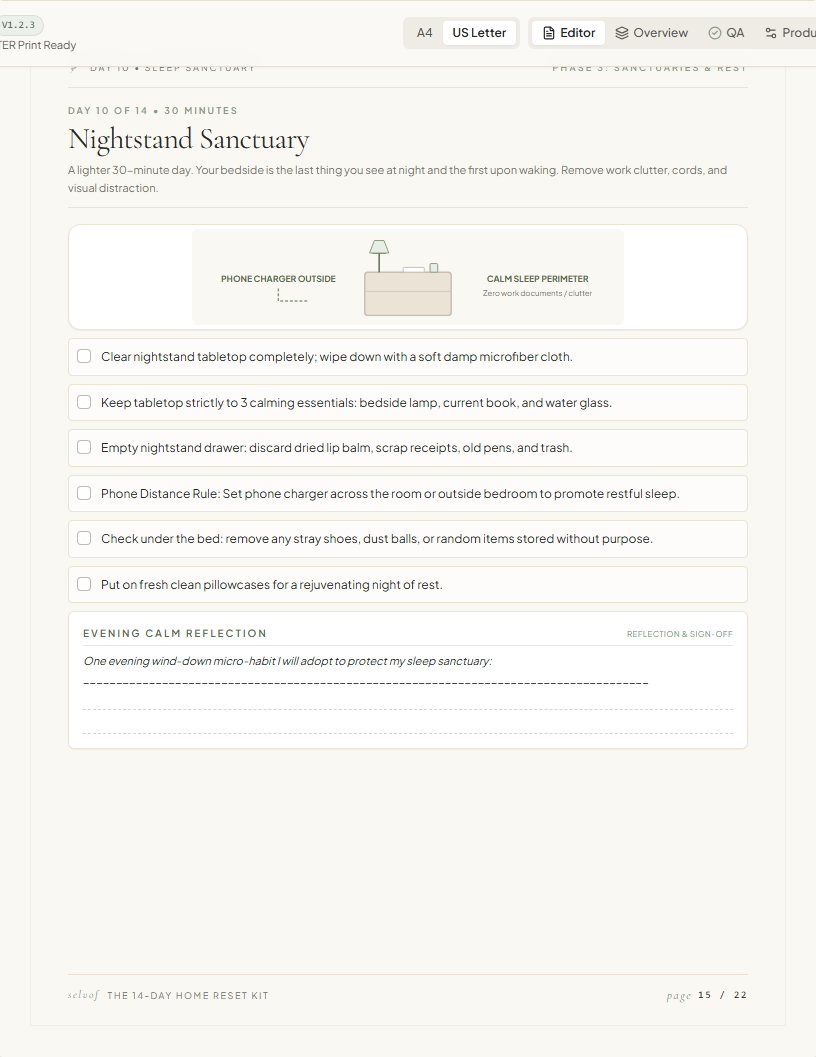 V1.2.3
TER Print Ready
A4
US Letter
Editor
Overview
QA
Produ
DAY 10 • SLEEP SANCTUARY
PHASE 3: SANCTUARIES & REST
DAY 10 OF 14 • 30 MINUTES
Nightstand Sanctuary
A lighter 30-minute day. Your bedside is the last thing you see at night and the first upon waking. Remove work clutter, cords, and
visual distraction.
PHONE CHARGER OUTSIDE
CALM SLEEP PERIMETER
Zero work documents / clutter
Clear nightstand tabletop completely; wipe down with a soft damp microfiber cloth.
Keep tabletop strictly to 3 calming essentials: bedside lamp, current book, and water glass.
Empty nightstand drawer: discard dried lip balm, scrap receipts, old pens, and trash.
Phone Distance Rule: Set phone charger across the room or outside bedroom to promote restful sleep.
Check under the bed: remove any stray shoes, dust balls, or random items stored without purpose.
Put on fresh clean pillowcases for a rejuvenating night of rest.
EVENING CALM REFLECTION
REFLECTION & SIGN-OFF
One evening wind-down micro-habit I will adopt to protect my sleep sanctuary:
selvof THE 14-DAY HOME RESET KIT
page 15 / 22